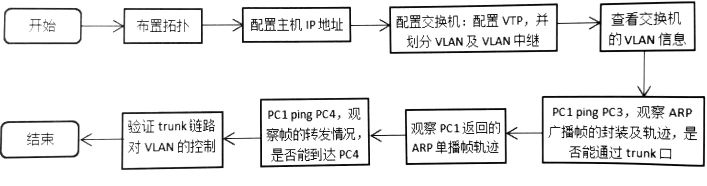 开始
布置拓扑
配置主机 IP 地址
配置交换机：配置 VTP，并
划分 VLAN 及 VLAN 中继
查看交换机
的 VLAN 信息
PC1 ping PC3，观察 ARP
广播帧的封装及轨迹，是
否能通过 trunk 口
观察 PC1 返回的
ARP 单播帧轨迹
PC1 ping PC4，观
察帧的转发情况，
是否能到达 PC4
验证 trunk 链路
对 VLAN 的控制
结束